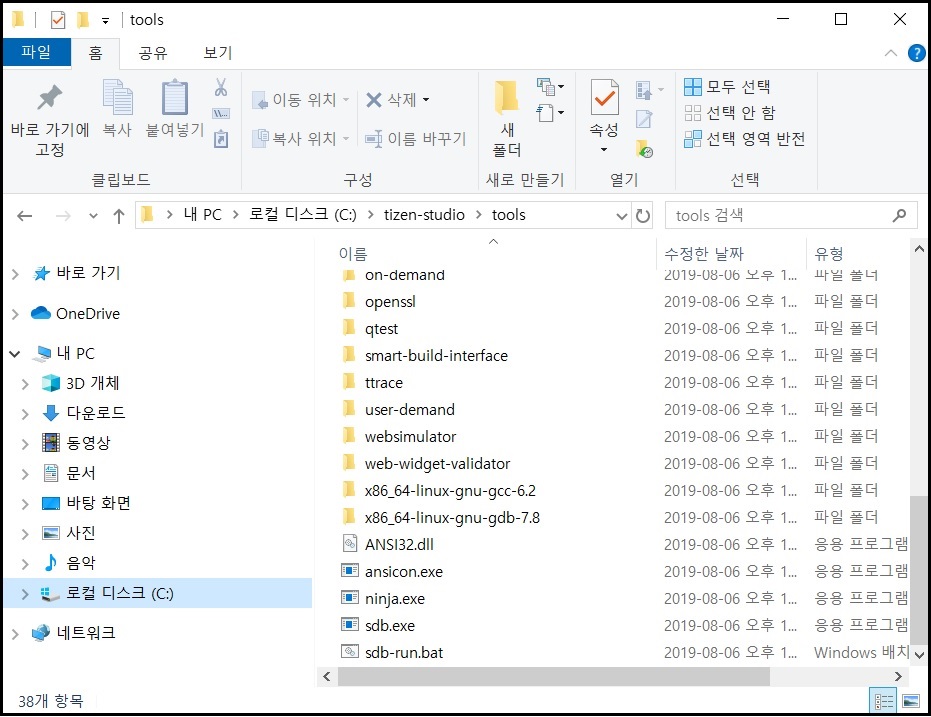 tools
파일 홈 공유 보기
바로 가기에 고정
복사
붙여넣기
이동 위치
복사 위치
삭제
이름 바꾸기
새 폴더
속성
모두 선택
선택 안 함
선택 영역 반전
클립보드 구성 새로 만들기 열기 선택
내 PC > 로컬 디스크 (C:) > tizen-studio > tools
tools 검색
바로 가기
OneDrive
내 PC
3D 개체
다운로드
동영상
문서
바탕 화면
사진
음악
로컬 디스크 (C:)
네트워크
이름 수정한 날짜 유형
on-demand 2019-08-06 오후 1... 파일 폴더
openssl 2019-08-06 오후 1... 파일 폴더
qtest 2019-08-06 오후 1... 파일 폴더
smart-build-interface 2019-08-06 오후 1... 파일 폴더
ttrace 2019-08-06 오후 1... 파일 폴더
user-demand 2019-08-06 오후 1... 파일 폴더
websimulator 2019-08-06 오후 1... 파일 폴더
web-widget-validator 2019-08-06 오후 1... 파일 폴더
x86_64-linux-gnu-gcc-6.2 2019-08-06 오후 1... 파일 폴더
x86_64-linux-gnu-gdb-7.8 2019-08-06 오후 1... 파일 폴더
ANSI32.dll 2019-08-06 오후 1... 응용 프로그램
ansicon.exe 2019-08-06 오후 1... 응용 프로그램
ninja.exe 2019-08-06 오후 1... 응용 프로그램
sdb.exe 2019-08-06 오후 1... 응용 프로그램
sdb-run.bat 2019-08-06 오후 1... Windows 배치
38개 항목